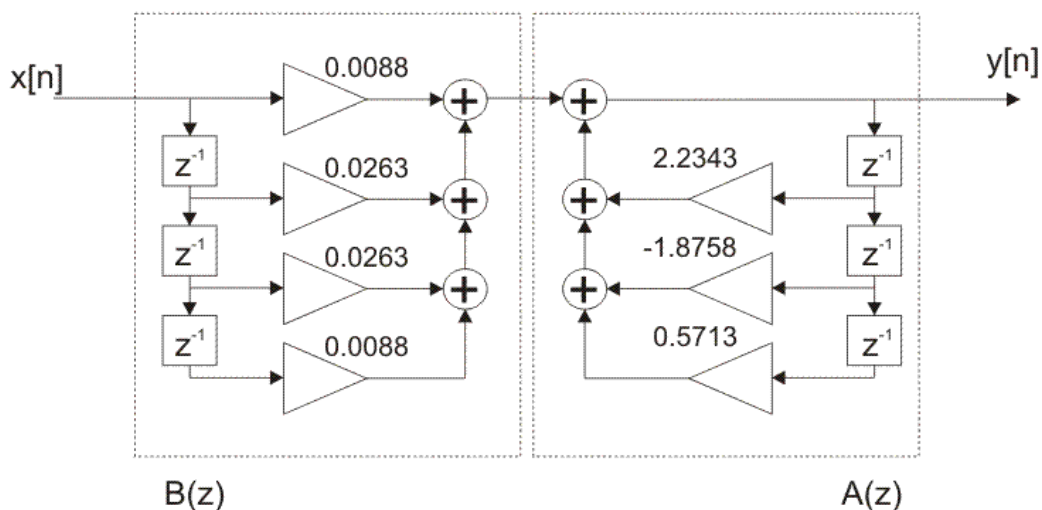 x[n]
0.0088
y[n]
z⁻¹
0.0263
2.2343
z⁻¹
z⁻¹
0.0263
-1.8758
z⁻¹
z⁻¹
0.0088
0.5713
z⁻¹
B(z)
A(z)